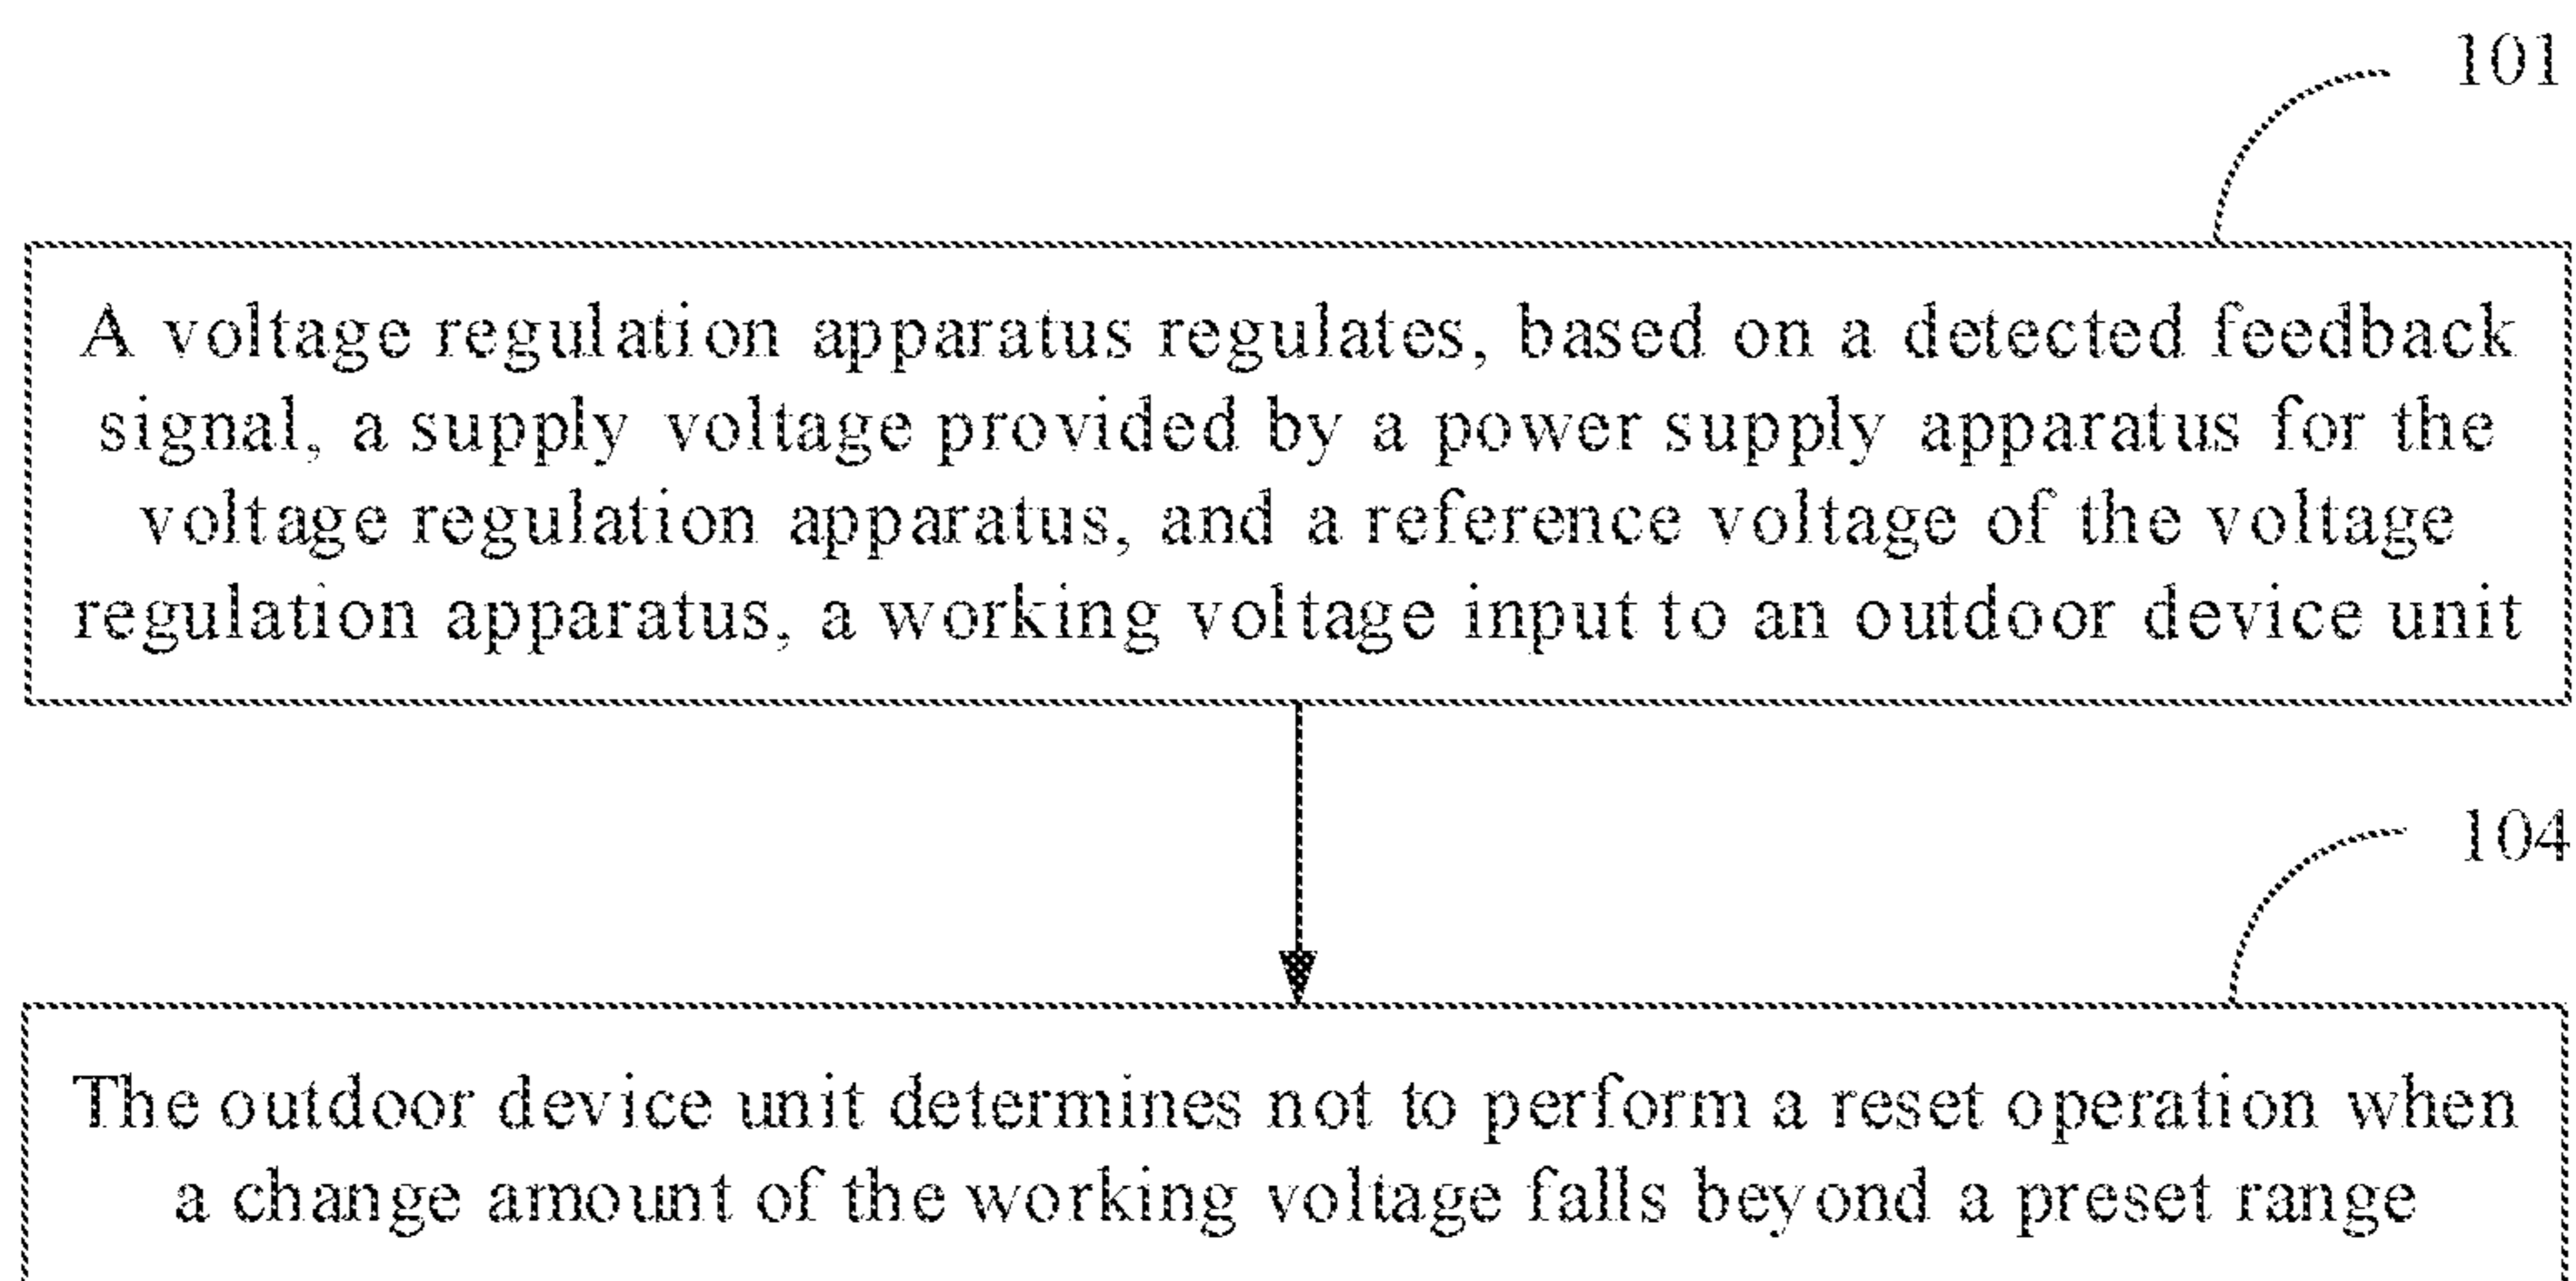 101
A voltage regulation apparatus regulates, based on a detected feedback
signal, a supply voltage provided by a power supply apparatus for the
voltage regulation apparatus, and a reference voltage of the voltage
regulation apparatus, a working voltage input to an outdoor device unit
104
The outdoor device unit determines not to perform a reset operation when
a change amount of the working voltage falls beyond a preset range